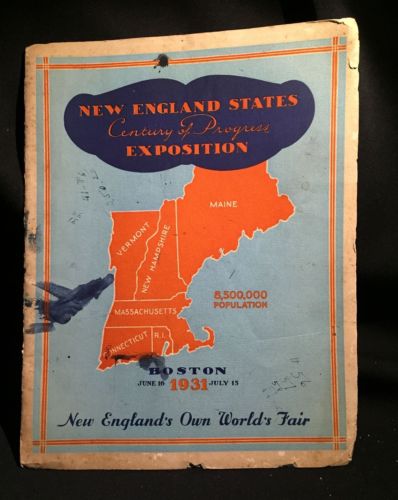 NEW ENGLAND STATES
Century of Progress
EXPOSITION
MAINE
VERMONT
NEW HAMPSHIRE
8,500,000
POPULATION
MASSACHUSETTS
CONNECTICUT
R.I.
BOSTON
JUNE 16 1931 JULY 15
New England's Own World's Fair